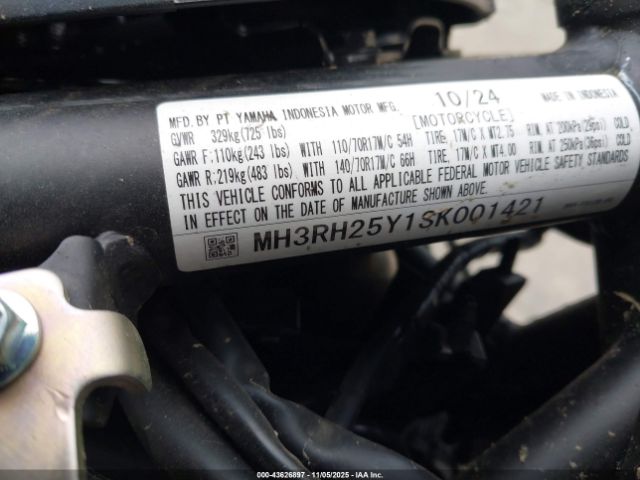 MFD. BY PT YAMAHA INDONESIA MOTOR MFG. 10/24 MADE IN INDONESIA
GVWR 329kg(725 lbs) [MOTORCYCLE]
GAWR F:110kg(243 lbs) WITH 110/70R17M/C 54H TIRE, 17M/C X MT2.75 RIM, AT 200kPa(29psi) COLD
GAWR R:219kg(483 lbs) WITH 140/70R17M/C 66H TIRE, 17M/C X MT4.00 RIM, AT 250kPa(36psi) COLD
THIS VEHICLE CONFORMS TO ALL APPLICABLE FEDERAL MOTOR VEHICLE SAFETY STANDARDS
IN EFFECT ON THE DATE OF MANUFACTURE SHOWN ABOVE.
MH3RH25Y1SK001421
00-43626897 - 11/05/2025 - IAA Inc.